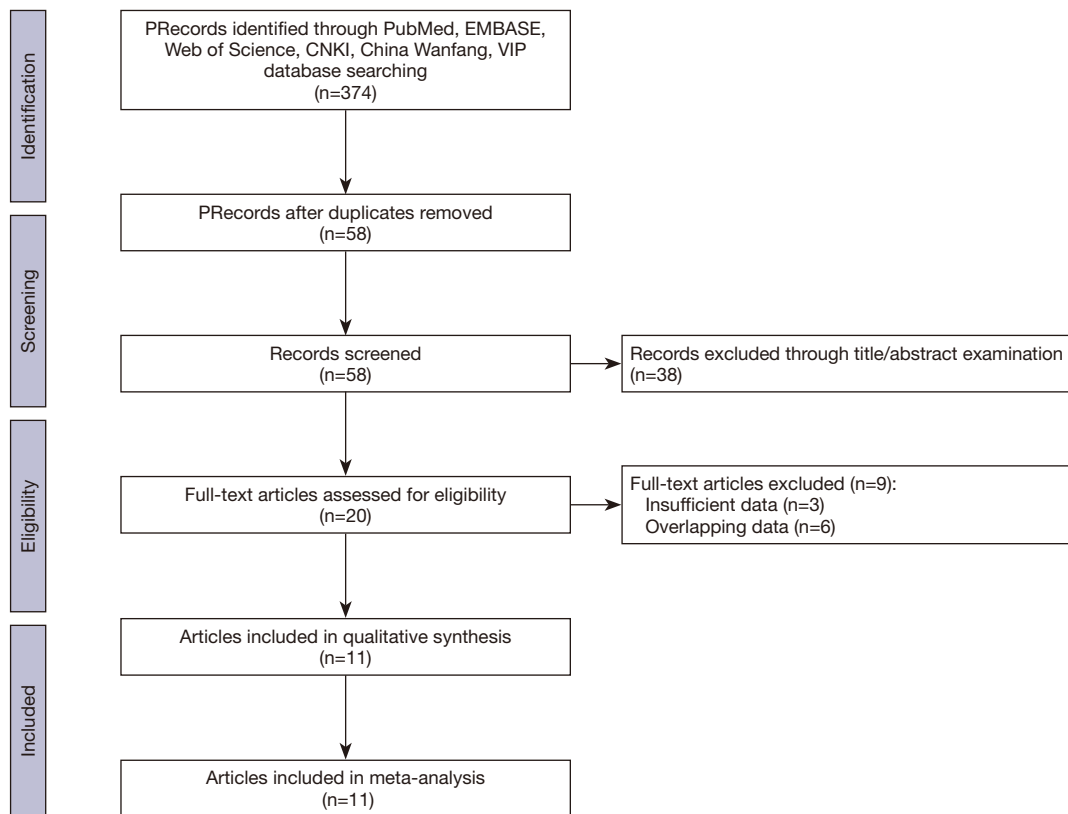 Identification
PRecords identified through PubMed, EMBASE,
Web of Science, CNKI, China Wanfang, VIP
database searching
(n=374)
PRecords after duplicates removed
(n=58)
Screening
Records screened
(n=58)
Records excluded through title/abstract examination
(n=38)
Eligibility
Full-text articles assessed for eligibility
(n=20)
Full-text articles excluded (n=9):
Insufficient data (n=3)
Overlapping data (n=6)
Included
Articles included in qualitative synthesis
(n=11)
Articles included in meta-analysis
(n=11)